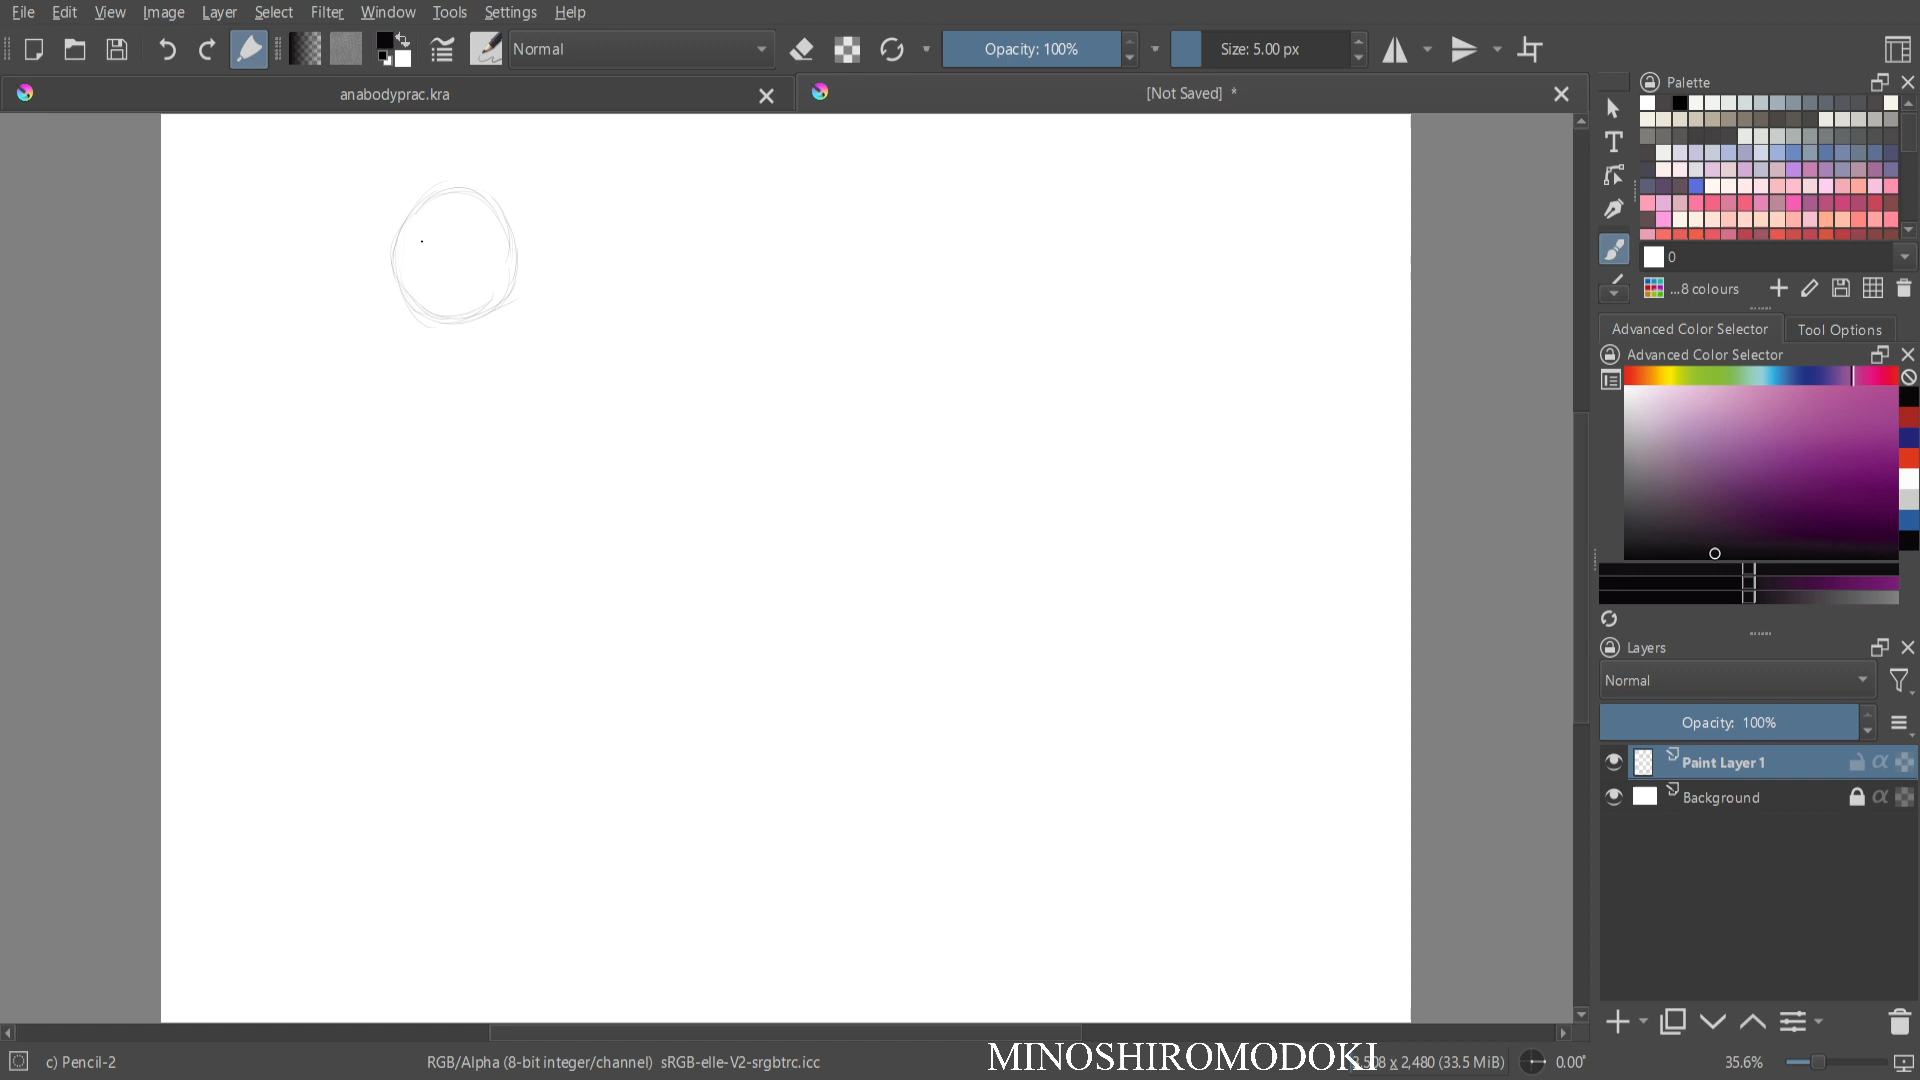 File Edit View Image Layer Select Filter Window Tools Settings Help
Normal Opacity: 100% Size: 5.00 px
anabodyprac.kra [Not Saved] *
Palette
0
...8 colours
Advanced Color Selector Tool Options
Advanced Color Selector
Layers
Normal
Opacity: 100%
Paint Layer 1
Background
c) Pencil-2 RGB/Alpha (8-bit integer/channel) sRGB-elle-V2-srgbtrc.icc MINOSHIROMODOKI x 2,480 (33.5 MiB) 0.00° 35.6%